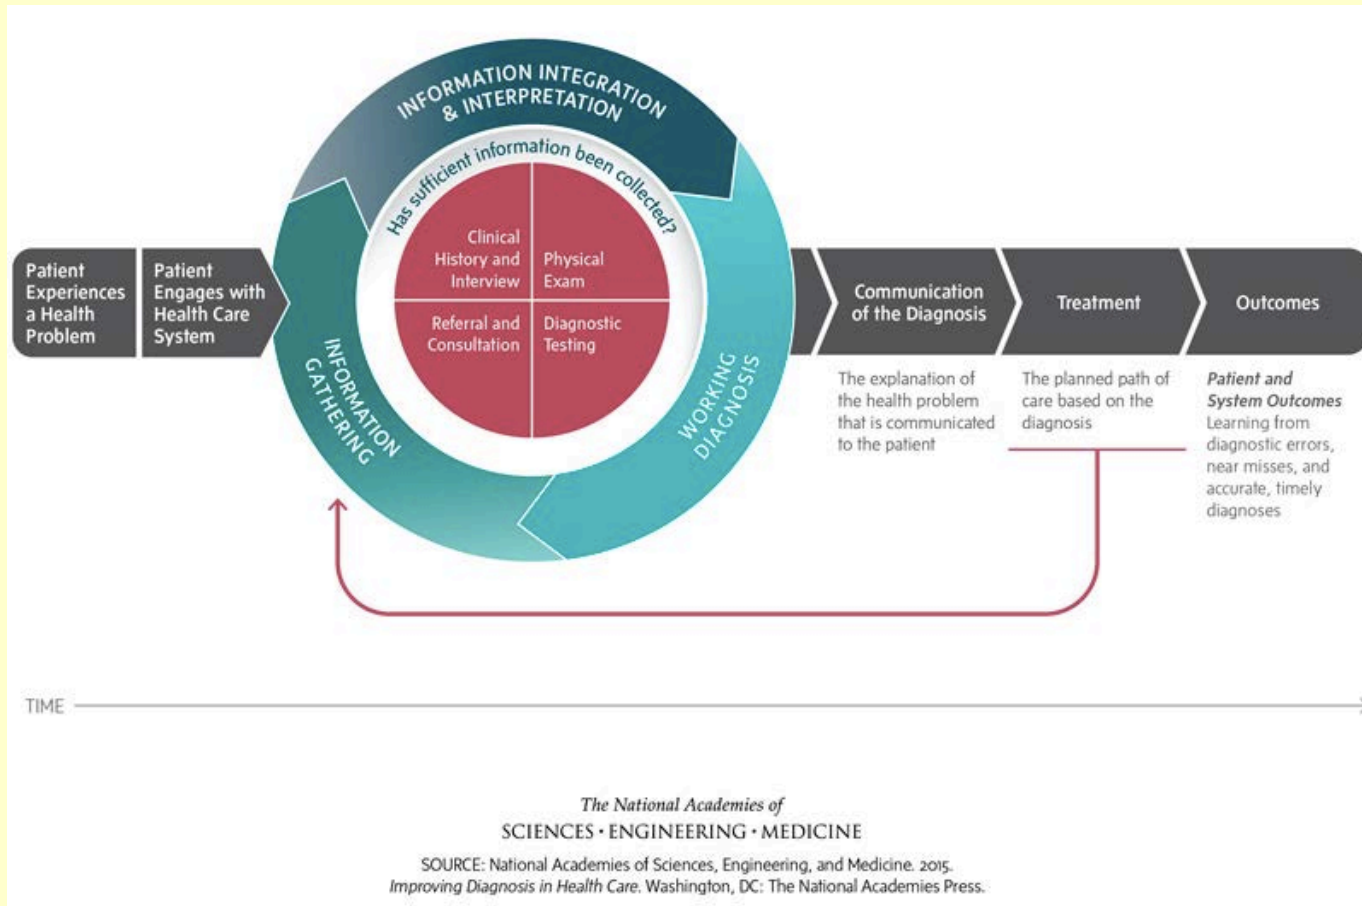 INFORMATION INTEGRATION
& INTERPRETATION
Has sufficient information been collected?
Clinical
History and
Interview
Physical
Exam
Referral and
Consultation
Diagnostic
Testing
INFORMATION
GATHERING
WORKING
DIAGNOSIS
Patient
Experiences
a Health
Problem
Patient
Engages with
Health Care
System
Communication
of the Diagnosis
Treatment
Outcomes
The explanation of
the health problem
that is communicated
to the patient
The planned path of
care based on the
diagnosis
Patient and
System Outcomes
Learning from
diagnostic errors,
near misses, and
accurate, timely
diagnoses
TIME
The National Academies of
SCIENCES · ENGINEERING · MEDICINE
SOURCE: National Academies of Sciences, Engineering, and Medicine. 2015.
Improving Diagnosis in Health Care. Washington, DC: The National Academies Press.